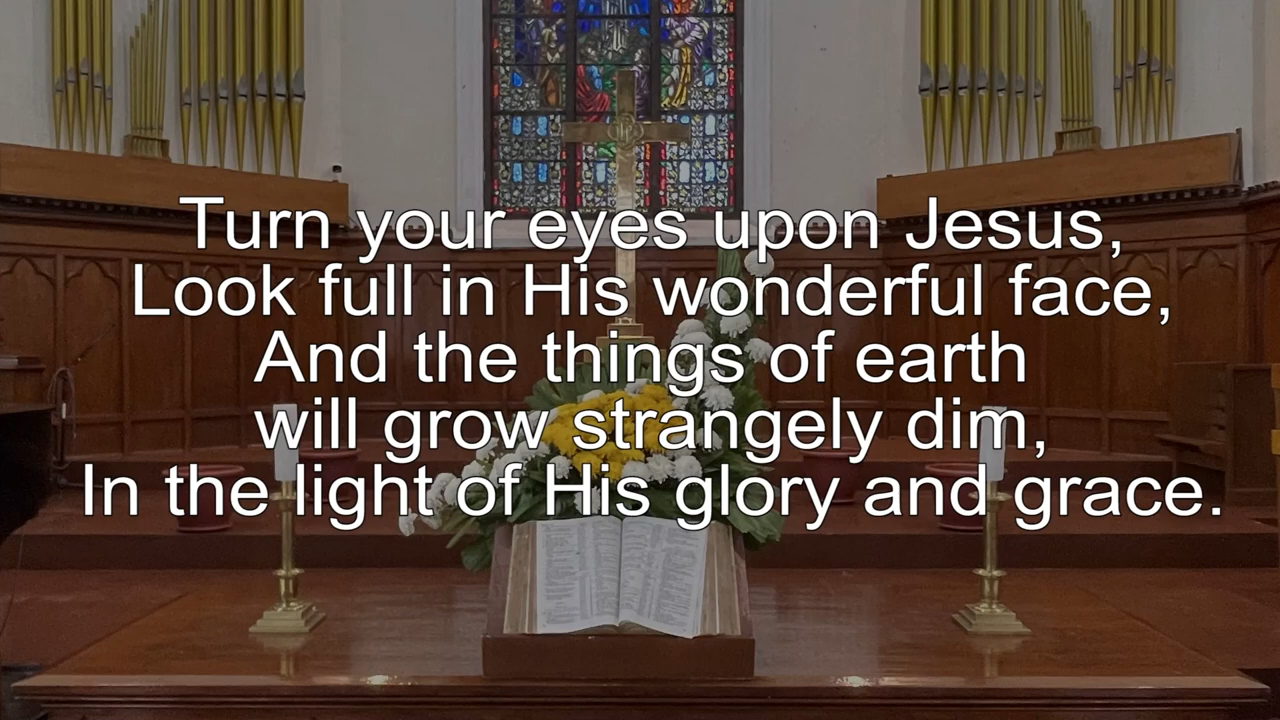 Turn your eyes upon Jesus,
Look full in His wonderful face,
And the things of earth
will grow strangely dim,
In the light of His glory and grace.